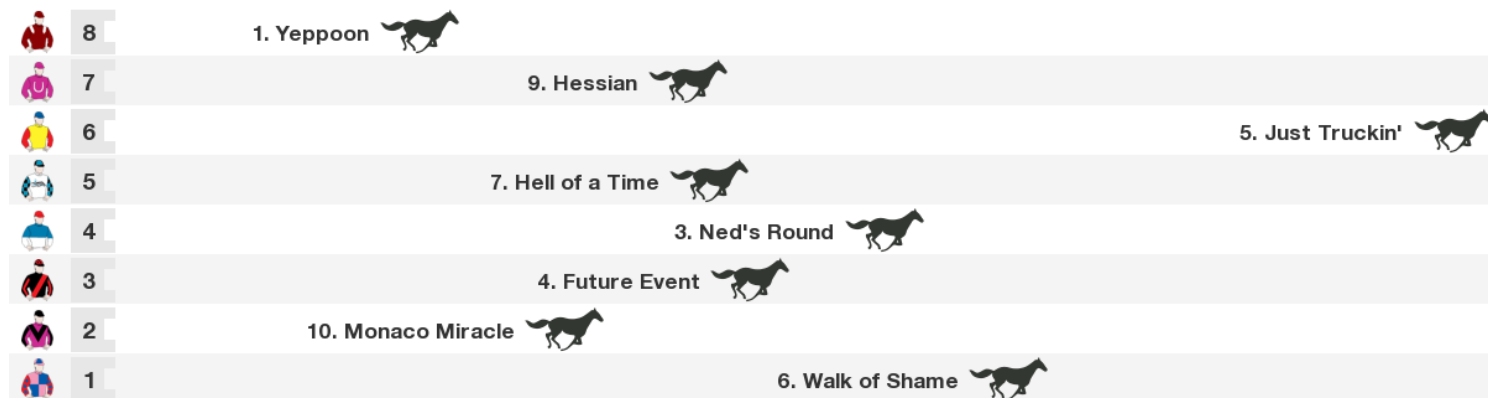 8 1. Yeppoon
7 9. Hessian
6 5. Just Truckin'
5 7. Hell of a Time
4 3. Ned's Round
3 4. Future Event
2 10. Monaco Miracle
1 6. Walk of Shame